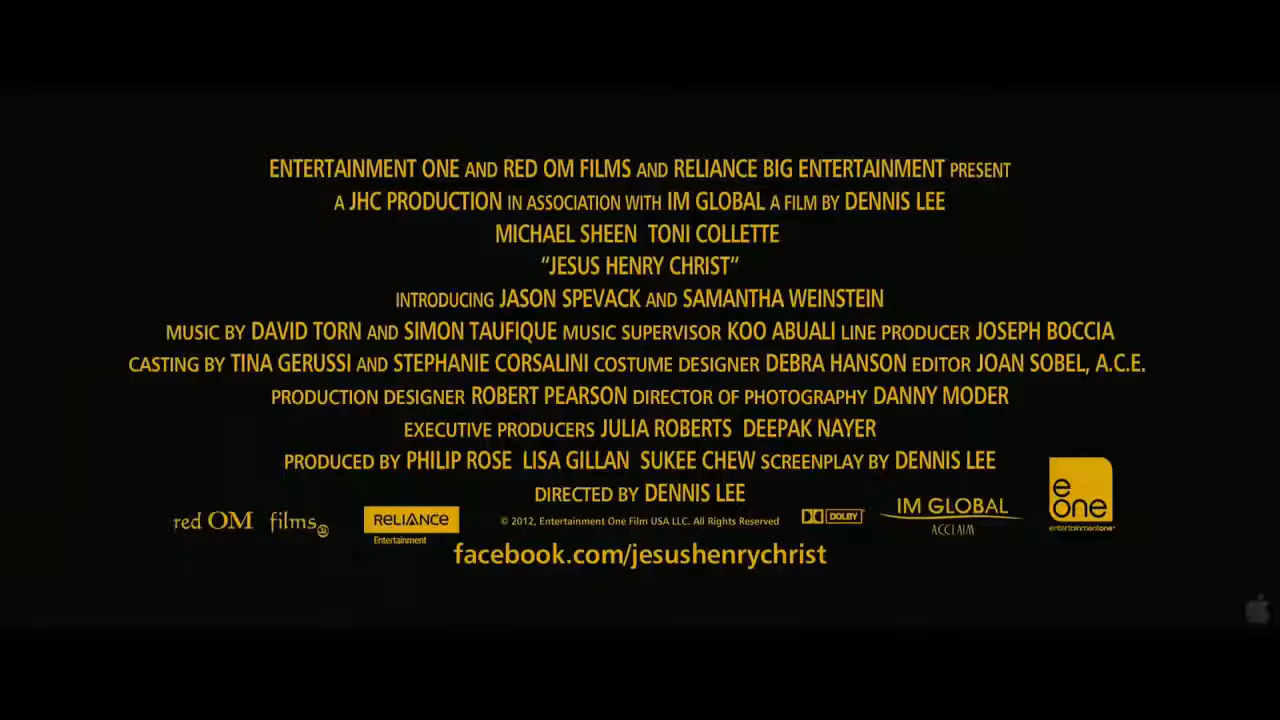 ENTERTAINMENT ONE AND RED OM FILMS AND RELIANCE BIG ENTERTAINMENT PRESENT
A JHC PRODUCTION IN ASSOCIATION WITH IM GLOBAL A FILM BY DENNIS LEE
MICHAEL SHEEN TONI COLLETTE
“JESUS HENRY CHRIST”
INTRODUCING JASON SPEVACK AND SAMANTHA WEINSTEIN
MUSIC BY DAVID TORN AND SIMON TAUFIQUE MUSIC SUPERVISOR KOO ABUALI LINE PRODUCER JOSEPH BOCCIA
CASTING BY TINA GERUSSI AND STEPHANIE CORSALINI COSTUME DESIGNER DEBRA HANSON EDITOR JOAN SOBEL, A.C.E.
PRODUCTION DESIGNER ROBERT PEARSON DIRECTOR OF PHOTOGRAPHY DANNY MODER
EXECUTIVE PRODUCERS JULIA ROBERTS DEEPAK NAYER
PRODUCED BY PHILIP ROSE LISA GILLAN SUKEE CHEW SCREENPLAY BY DENNIS LEE
DIRECTED BY DENNIS LEE
red OM films
RELIANCE
Entertainment
© 2012, Entertainment One Film USA LLC. All Rights Reserved
DOLBY
IM GLOBAL
ACCLAIM
e
one
entertainmentone
facebook.com/jesushenrychrist